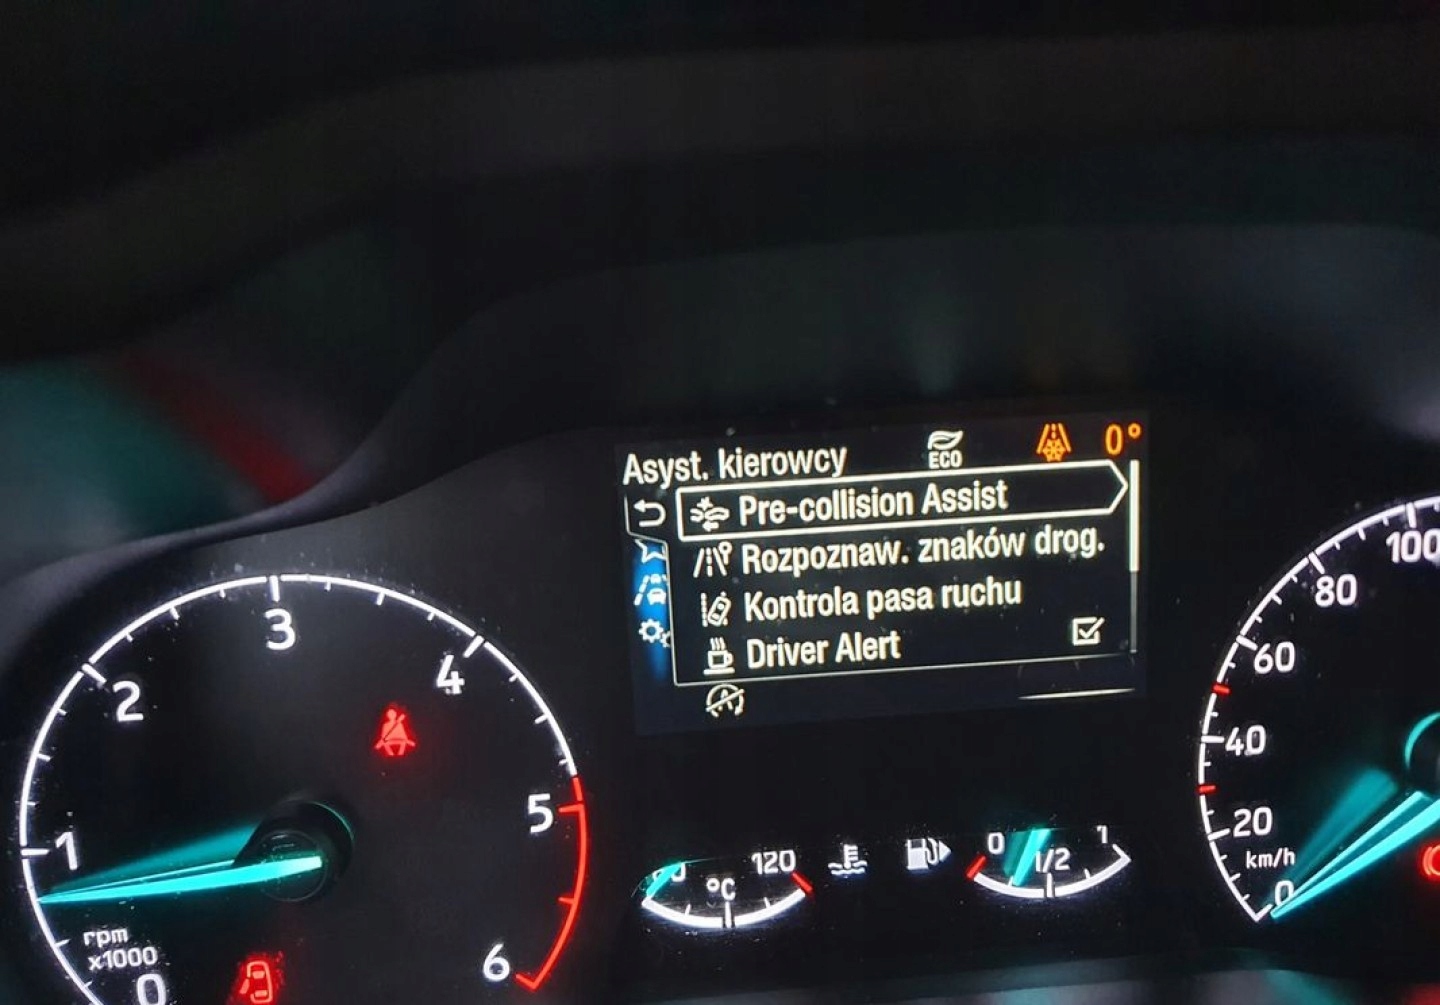 Asyst. kierowcy
ECO
0°
Pre-collision Assist
Rozpoznaw. znaków drog.
Kontrola pasa ruchu
Driver Alert
3
2
4
1
5
6
0
rpm
x1000
120
°C
0
1/2
1
100
80
60
40
20
0
km/h